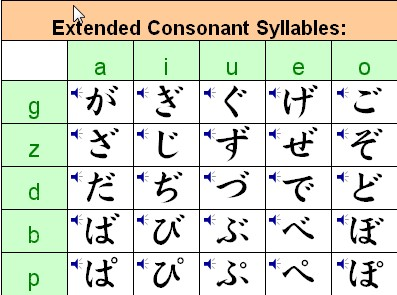 Extended Consonant Syllables:
a i u e o
g が ぎ ぐ げ ご
z ざ じ ず ぜ ぞ
d だ ぢ づ で ど
b ば び ぶ べ ぼ
p ぱ ぴ ぷ ぺ ぽ